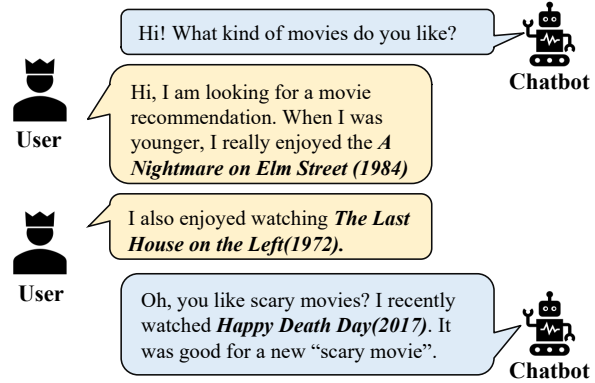 Hi! What kind of movies do you like?
Chatbot
Hi, I am looking for a movie
recommendation. When I was
younger, I really enjoyed the A
Nightmare on Elm Street (1984)
User
I also enjoyed watching The Last
House on the Left(1972).
User
Oh, you like scary movies? I recently
watched Happy Death Day(2017). It
was good for a new “scary movie”.
Chatbot